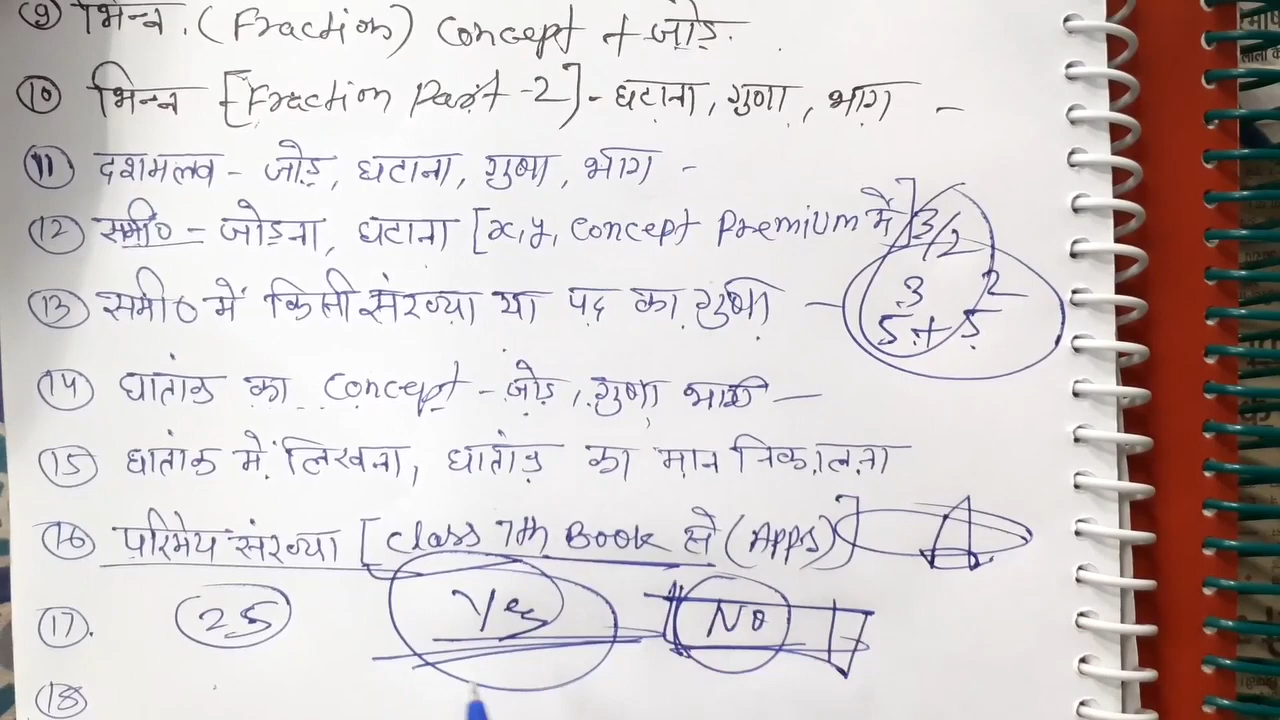 9 भिन्न. (Fraction) Concept + जोड़.
10 भिन्न [Fraction Part-2] - घटाना, गुणा, भाग -
11 दशमलव - जोड़, घटाना, गुणा, भाग -
12 समी० - जोड़ना, घटाना [x, y, Concept Premium में] 3/2
13 समी० में किसी संख्या या पद का गुणा - 3 2
5 + 5
14 घातांक का Concept - जोड़, गुणा भाग -
15 घातांक में लिखना, घातांक का मान निकालना
16 परिमेय संख्या [Class 7th Book से (Apps)]
17. 25 Yes No
18